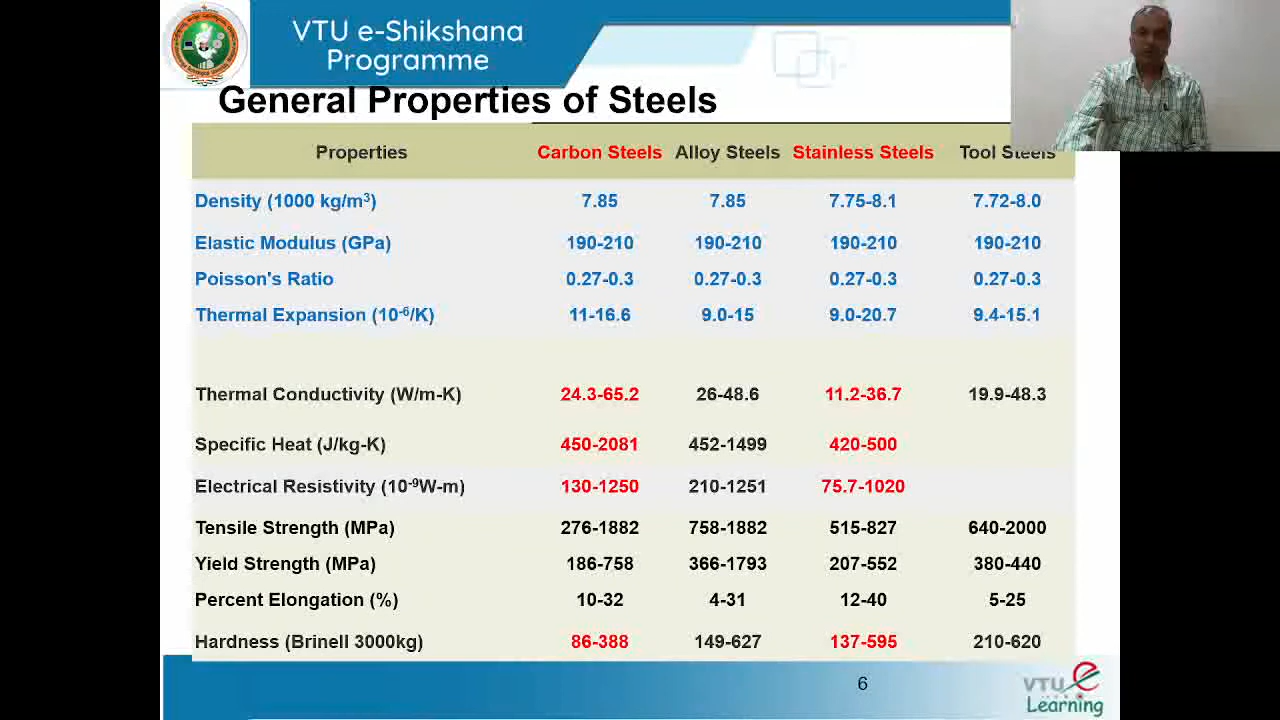 VTU e-Shikshana
Programme
General Properties of Steels
Properties Carbon Steels Alloy Steels Stainless Steels Tool Steels
Density (1000 kg/m³) 7.85 7.85 7.75-8.1 7.72-8.0
Elastic Modulus (GPa) 190-210 190-210 190-210 190-210
Poisson's Ratio 0.27-0.3 0.27-0.3 0.27-0.3 0.27-0.3
Thermal Expansion (10⁻⁶/K) 11-16.6 9.0-15 9.0-20.7 9.4-15.1
Thermal Conductivity (W/m-K) 24.3-65.2 26-48.6 11.2-36.7 19.9-48.3
Specific Heat (J/kg-K) 450-2081 452-1499 420-500
Electrical Resistivity (10⁻⁹W-m) 130-1250 210-1251 75.7-1020
Tensile Strength (MPa) 276-1882 758-1882 515-827 640-2000
Yield Strength (MPa) 186-758 366-1793 207-552 380-440
Percent Elongation (%) 10-32 4-31 12-40 5-25
Hardness (Brinell 3000kg) 86-388 149-627 137-595 210-620
6
VTU e
Learning